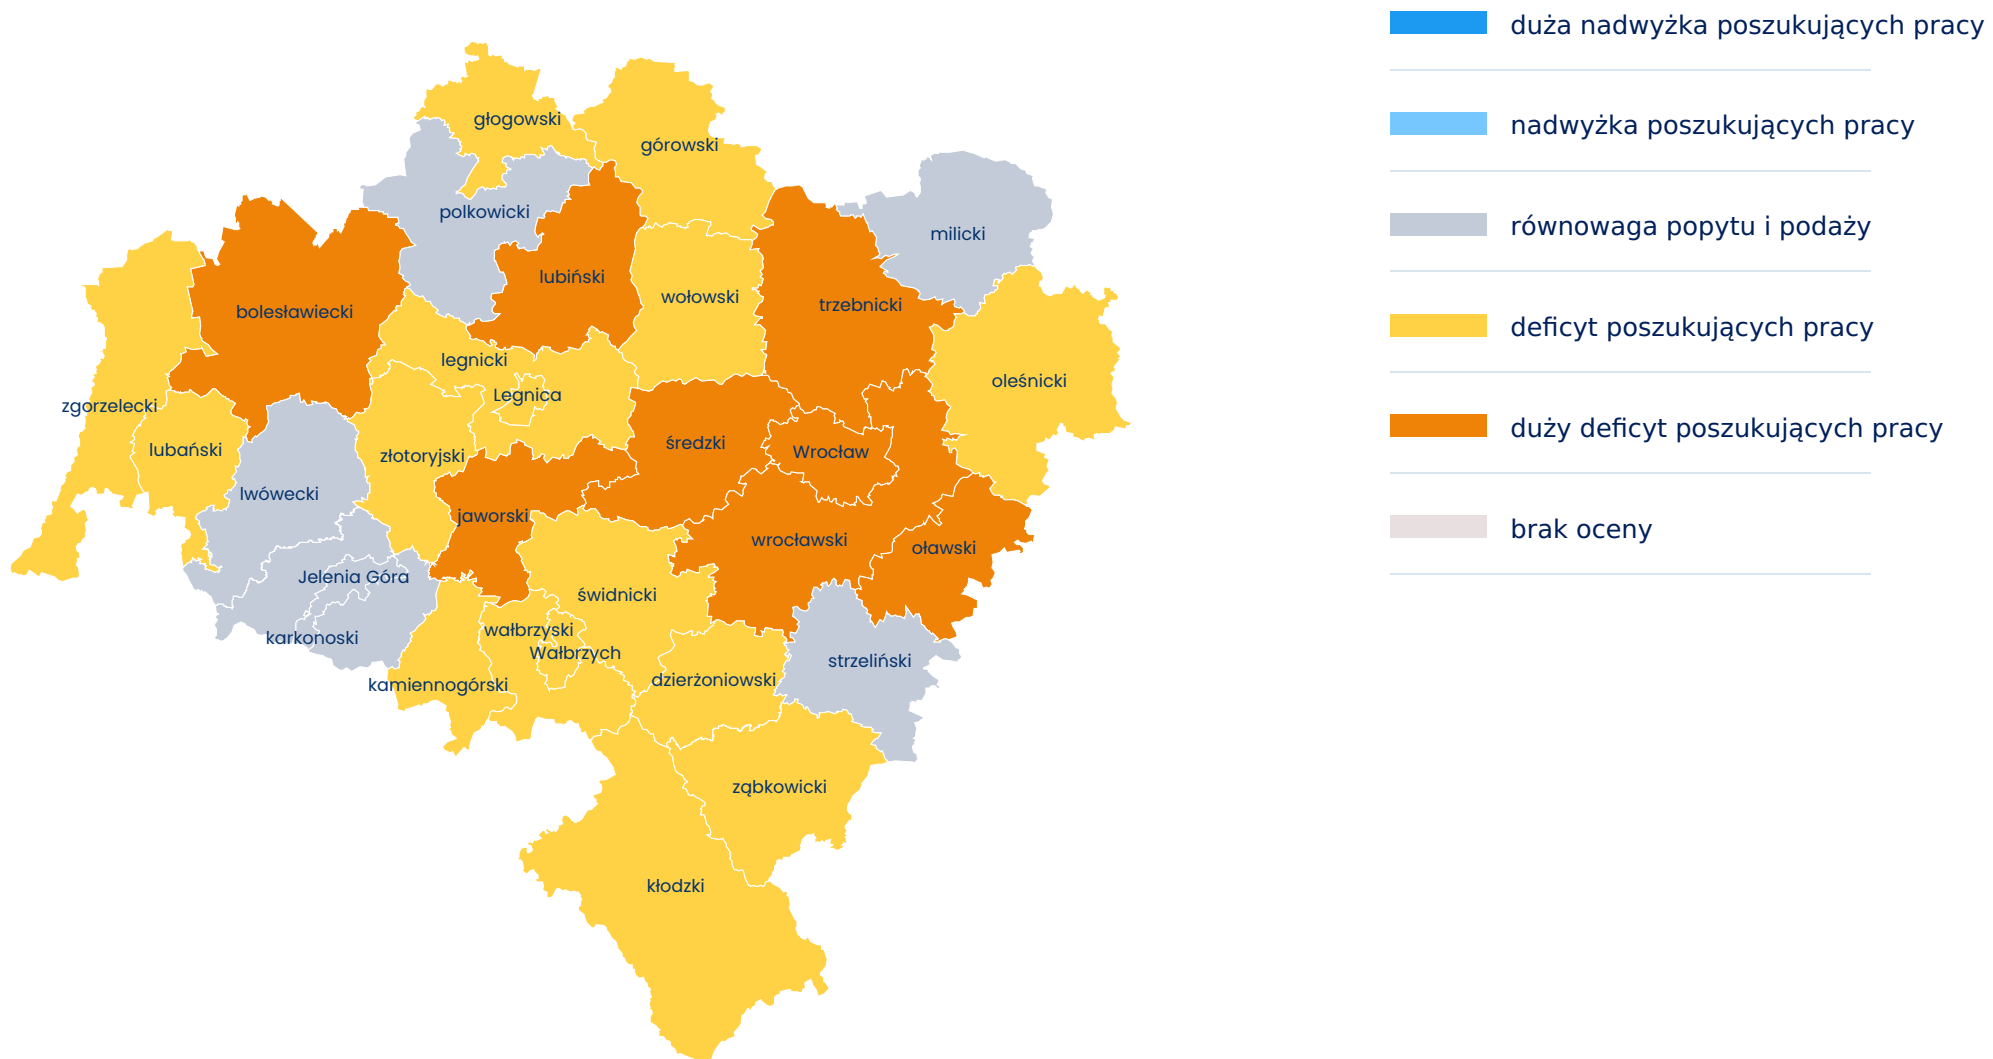 głogowski
górowski
polkowicki
milicki
lubiński
wołowski
trzebnicki
bolesławiecki
legnicki
Legnica
oleśnicki
zgorzelecki
lubański
złotoryjski
średzki
Wrocław
lwówecki
jaworski
wrocławski
oławski
Jelenia Góra
świdnicki
karkonoski
wałbrzyski
Wałbrzych
strzeliński
kamiennogórski
dzierżoniowski
ząbkowicki
kłodzki
duża nadwyżka poszukujących pracy
nadwyżka poszukujących pracy
równowaga popytu i podaży
deficyt poszukujących pracy
duży deficyt poszukujących pracy
brak oceny